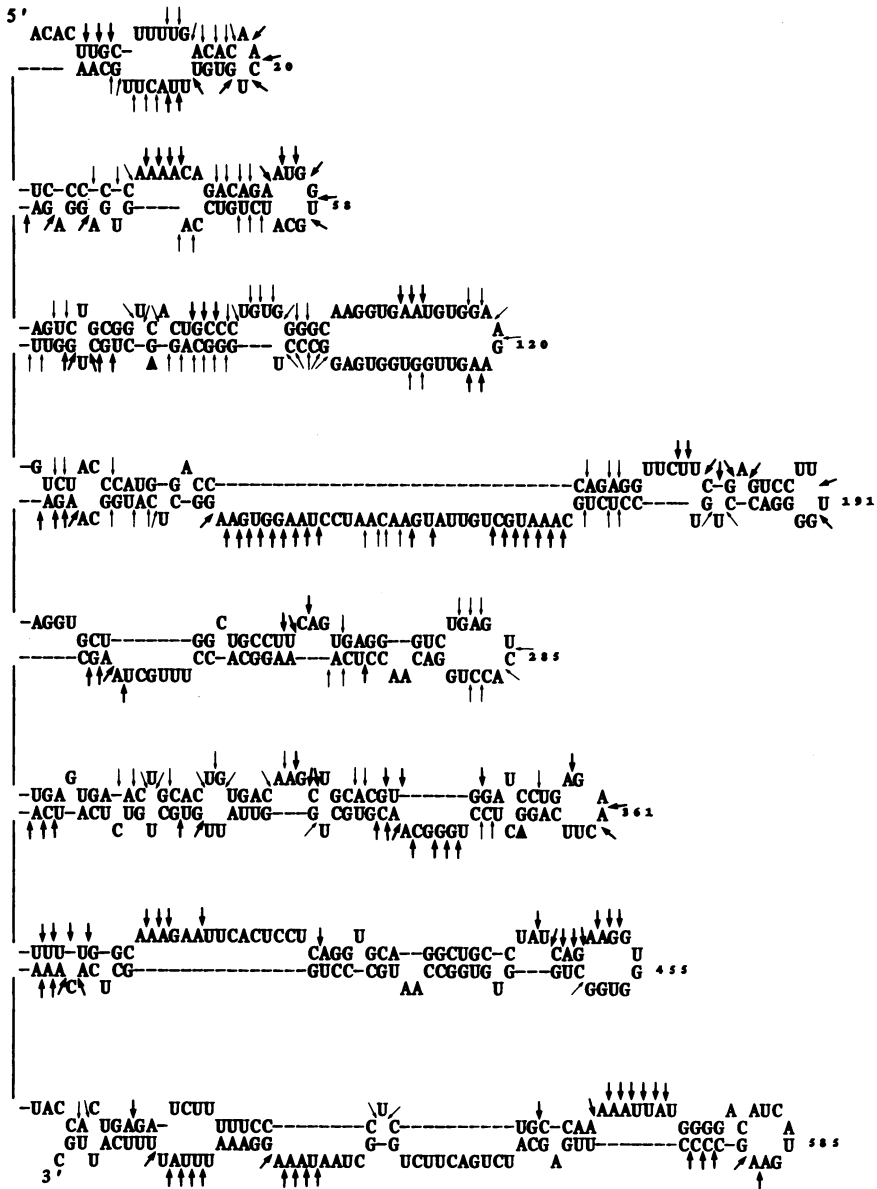 5'
ACAC UUUUG A
UUGC- ACAC A
---- AACG UGUG C 20
UUCAUU U
AAAACA AUG
-UC-CC-C-C GACAGA G
-AG GG G G---- CUGUCU U 58
A A U AC GCA
U U A UGUG AAGGUGAAUGUGGA
-AGUC GCGG C CUGCCC GGGC A
-UUGG CGUC-G-GACGGG--- CCCG G 120
U U GAGUGGUGGUUGAA
-G AC A UUCUU A UU
UCU CCAUG-G CC------------------------------CAGAGG C-G GUCC
--AGA GGUAC C-GG GUCUCC---- G C-CAGG U 191
AC U AAGUGGAAUCCUAACAAGUAUUGUCGUAAAC U U GG
-AGGU C CAG UGAG
GCU-------GG UGCCUU UGAGG--GUC U
-----CGA CC-ACGGAA---ACUCC CAG C 285
AUCGUUU AA GUCCA
G U UG AAG U U AG
-UGA UGA-AC GCAC UGAC C GCACGU-------GGA CCUG A
-ACU-ACU UG CGUG AUUG---G CGUGCA CCU GGAC A 361
C U UU U ACGGGU C UUC
AAAGAAUUCACUCCU U UAU AAGG
-UUU-UG-GC CAGG GCA--GGCUGC-C CAG U
-AAA AC CG---------------GUC-CC-CGU CCGGUG G---GUC G 455
C U AA U GGUG
-UAC C UCUU U AAAUUAU A AUC
CA UGAGA- UUUCC--------C C----------UGC-CAA GGGG C A
GU ACUUU AAAGG G-G ACG UUG-------CCCC G-C U 585
C U UAUUU AAAUAAUC UCUUCAGUCU A AAG
3'